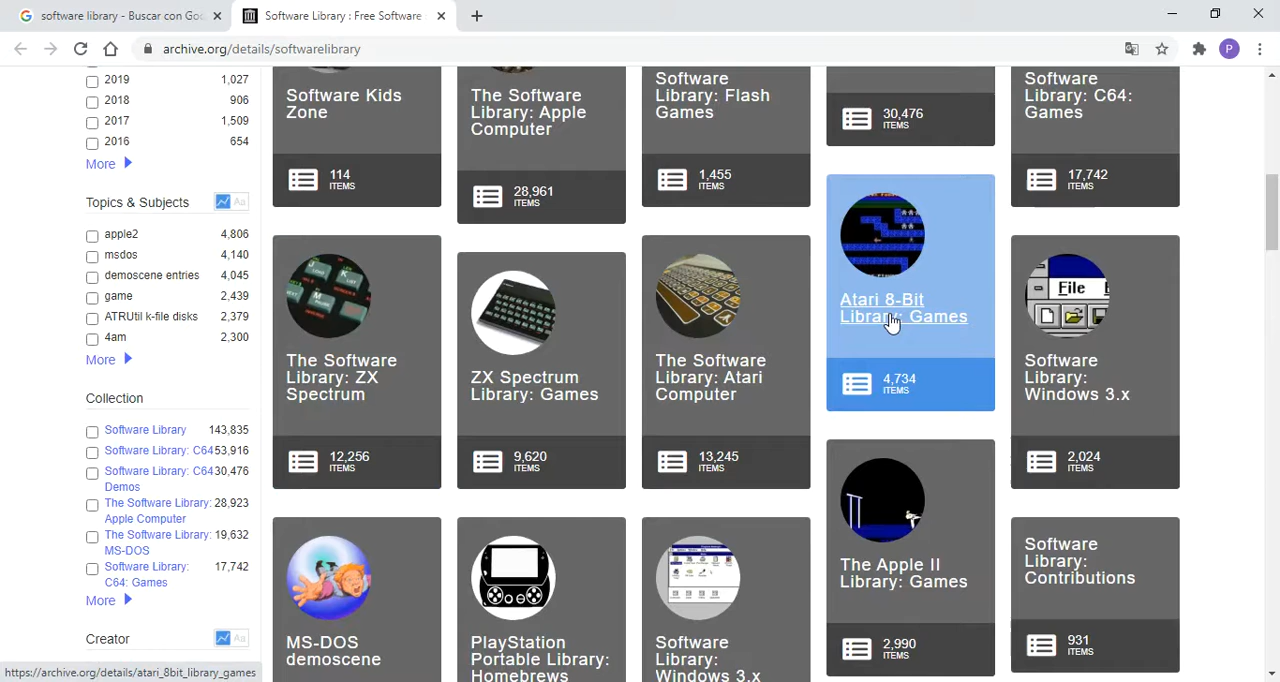 software library - Buscar con Goo
Software Library : Free Software
archive.org/details/softwarelibrary
P
2019 1,027
2018 906
2017 1,509
2016 654
More
Topics & Subjects
Aa
apple2 4,806
msdos 4,140
demoscene entries 4,045
game 2,439
ATRUtil k-file disks 2,379
4am 2,300
More
Collection
Software Library 143,835
Software Library: C64 53,916
Software Library: C64 30,476
Demos
The Software Library: 28,923
Apple Computer
The Software Library: 19,632
MS-DOS
Software Library: 17,742
C64: Games
More
Creator
Aa
https://archive.org/details/atari_8bit_library_games
Software Kids
Zone
114
ITEMS
The Software
Library: Apple
Computer
28,961
ITEMS
Software
Library: Flash
Games
1,455
ITEMS
30,476
ITEMS
Software
Library: C64:
Games
17,742
ITEMS
The Software
Library: ZX
Spectrum
12,256
ITEMS
ZX Spectrum
Library: Games
9,620
ITEMS
The Software
Library: Atari
Computer
13,245
ITEMS
Atari 8-Bit
Library: Games
4,734
ITEMS
File
Software
Library:
Windows 3.x
2,024
ITEMS
MS-DOS
demoscene
PlayStation
Portable Library:
Homebrews
Software
Library:
Windows 3.x
The Apple II
Library: Games
2,990
ITEMS
Software
Library:
Contributions
931
ITEMS